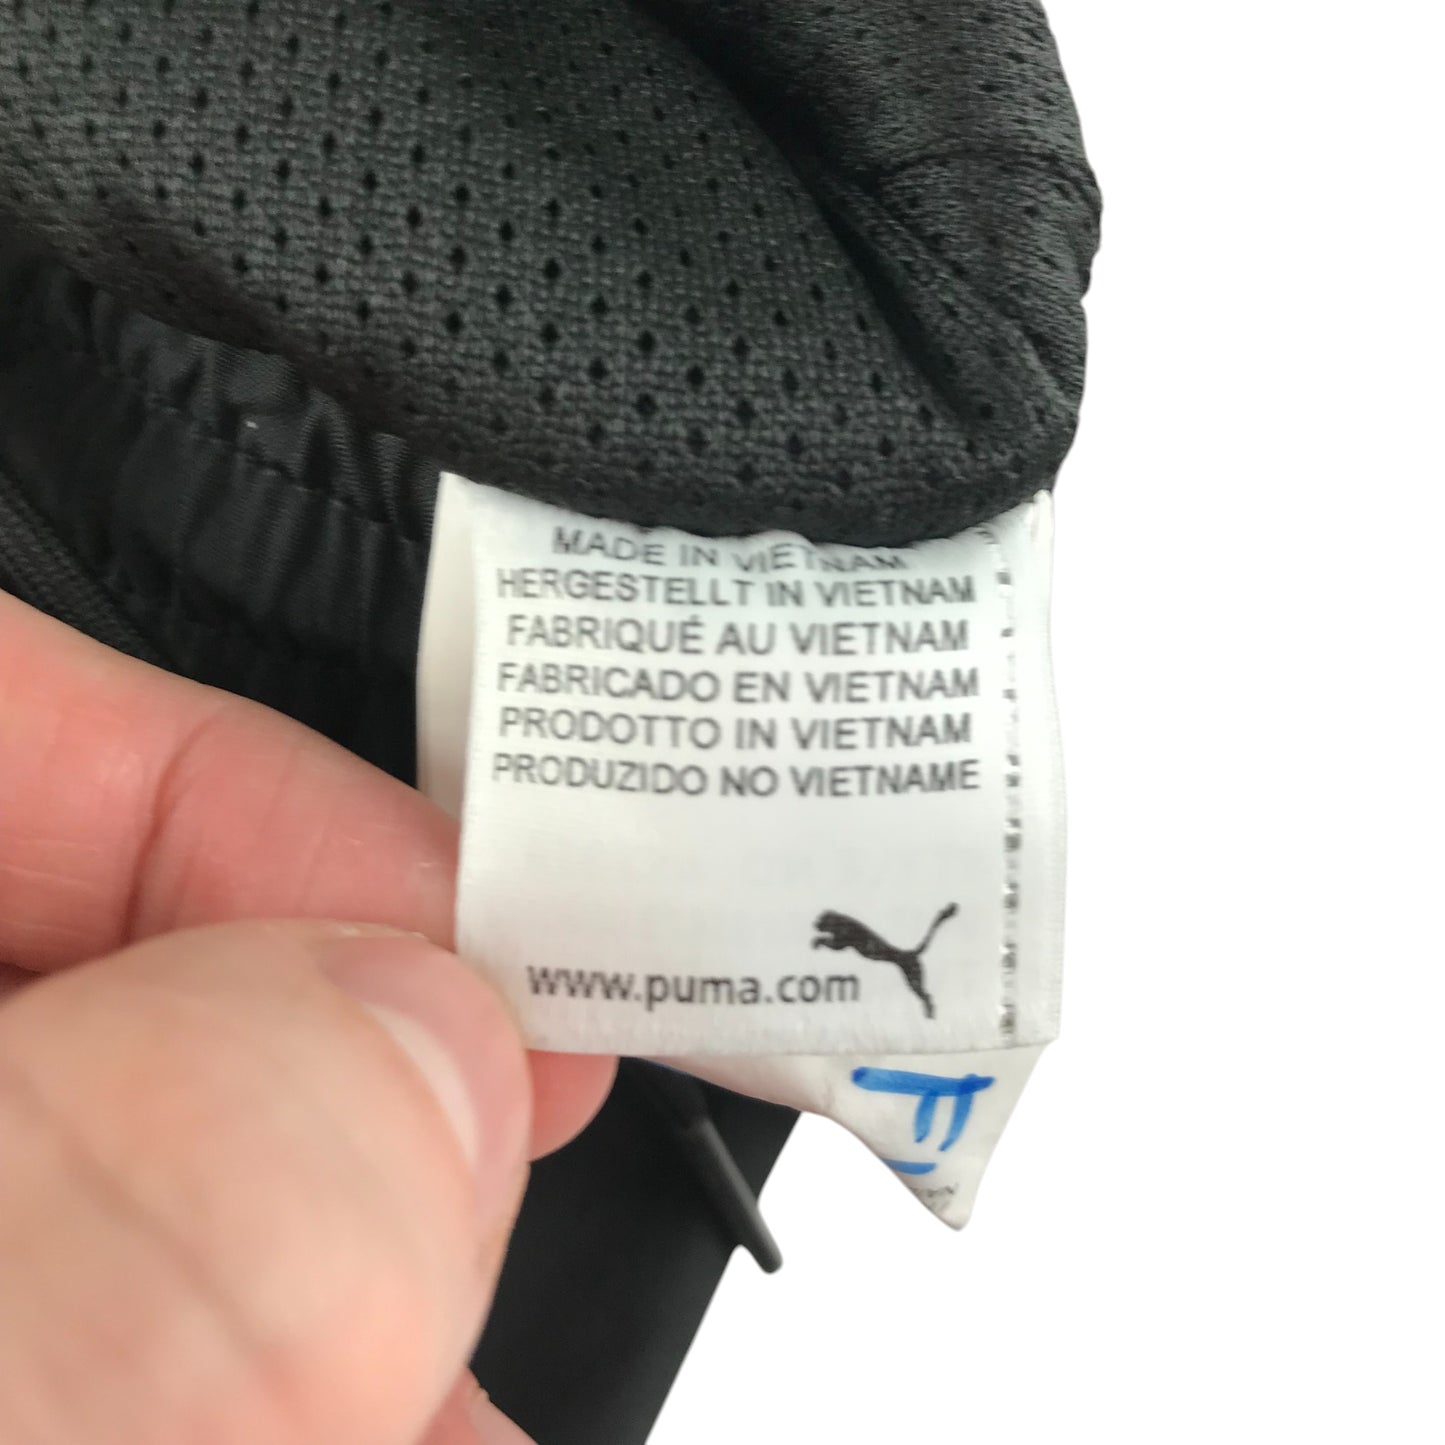 MADE IN VIETNAM
HERGESTELLT IN VIETNAM
FABRIQUÉ AU VIETNAM
FABRICADO EN VIETNAM
PRODOTTO IN VIETNAM
PRODUZIDO NO VIETNAME
www.puma.com